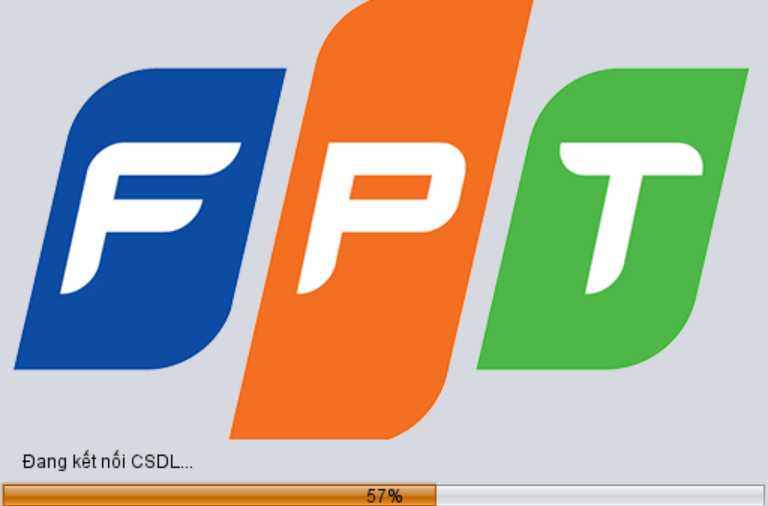 FPT
Đang kết nối CSDL...
57%